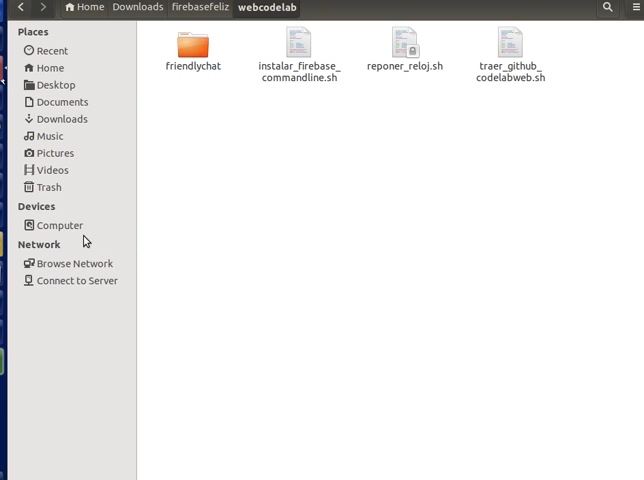 Home Downloads firebasefeliz webcodelab
Places
Recent
Home
Desktop
Documents
Downloads
Music
Pictures
Videos
Trash
Devices
Computer
Network
Browse Network
Connect to Server
friendlychat
instalar_firebase_
commandline.sh
reponer_reloj.sh
traer_github_
codelabweb.sh